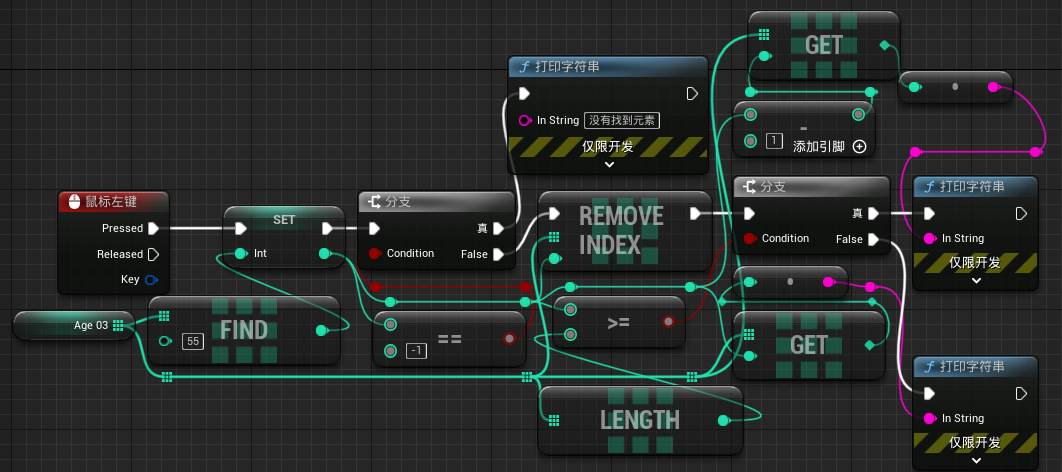 GET
打印字符串
In String
没有找到元素
仅限开发
-
1
添加引脚
鼠标左键
Pressed
Released
Key
SET
Int
分支
真
Condition
False
REMOVE
INDEX
分支
真
Condition
False
打印字符串
In String
仅限开发
Age 03
FIND
55
==
-1
>=
GET
LENGTH
打印字符串
In String
仅限开发